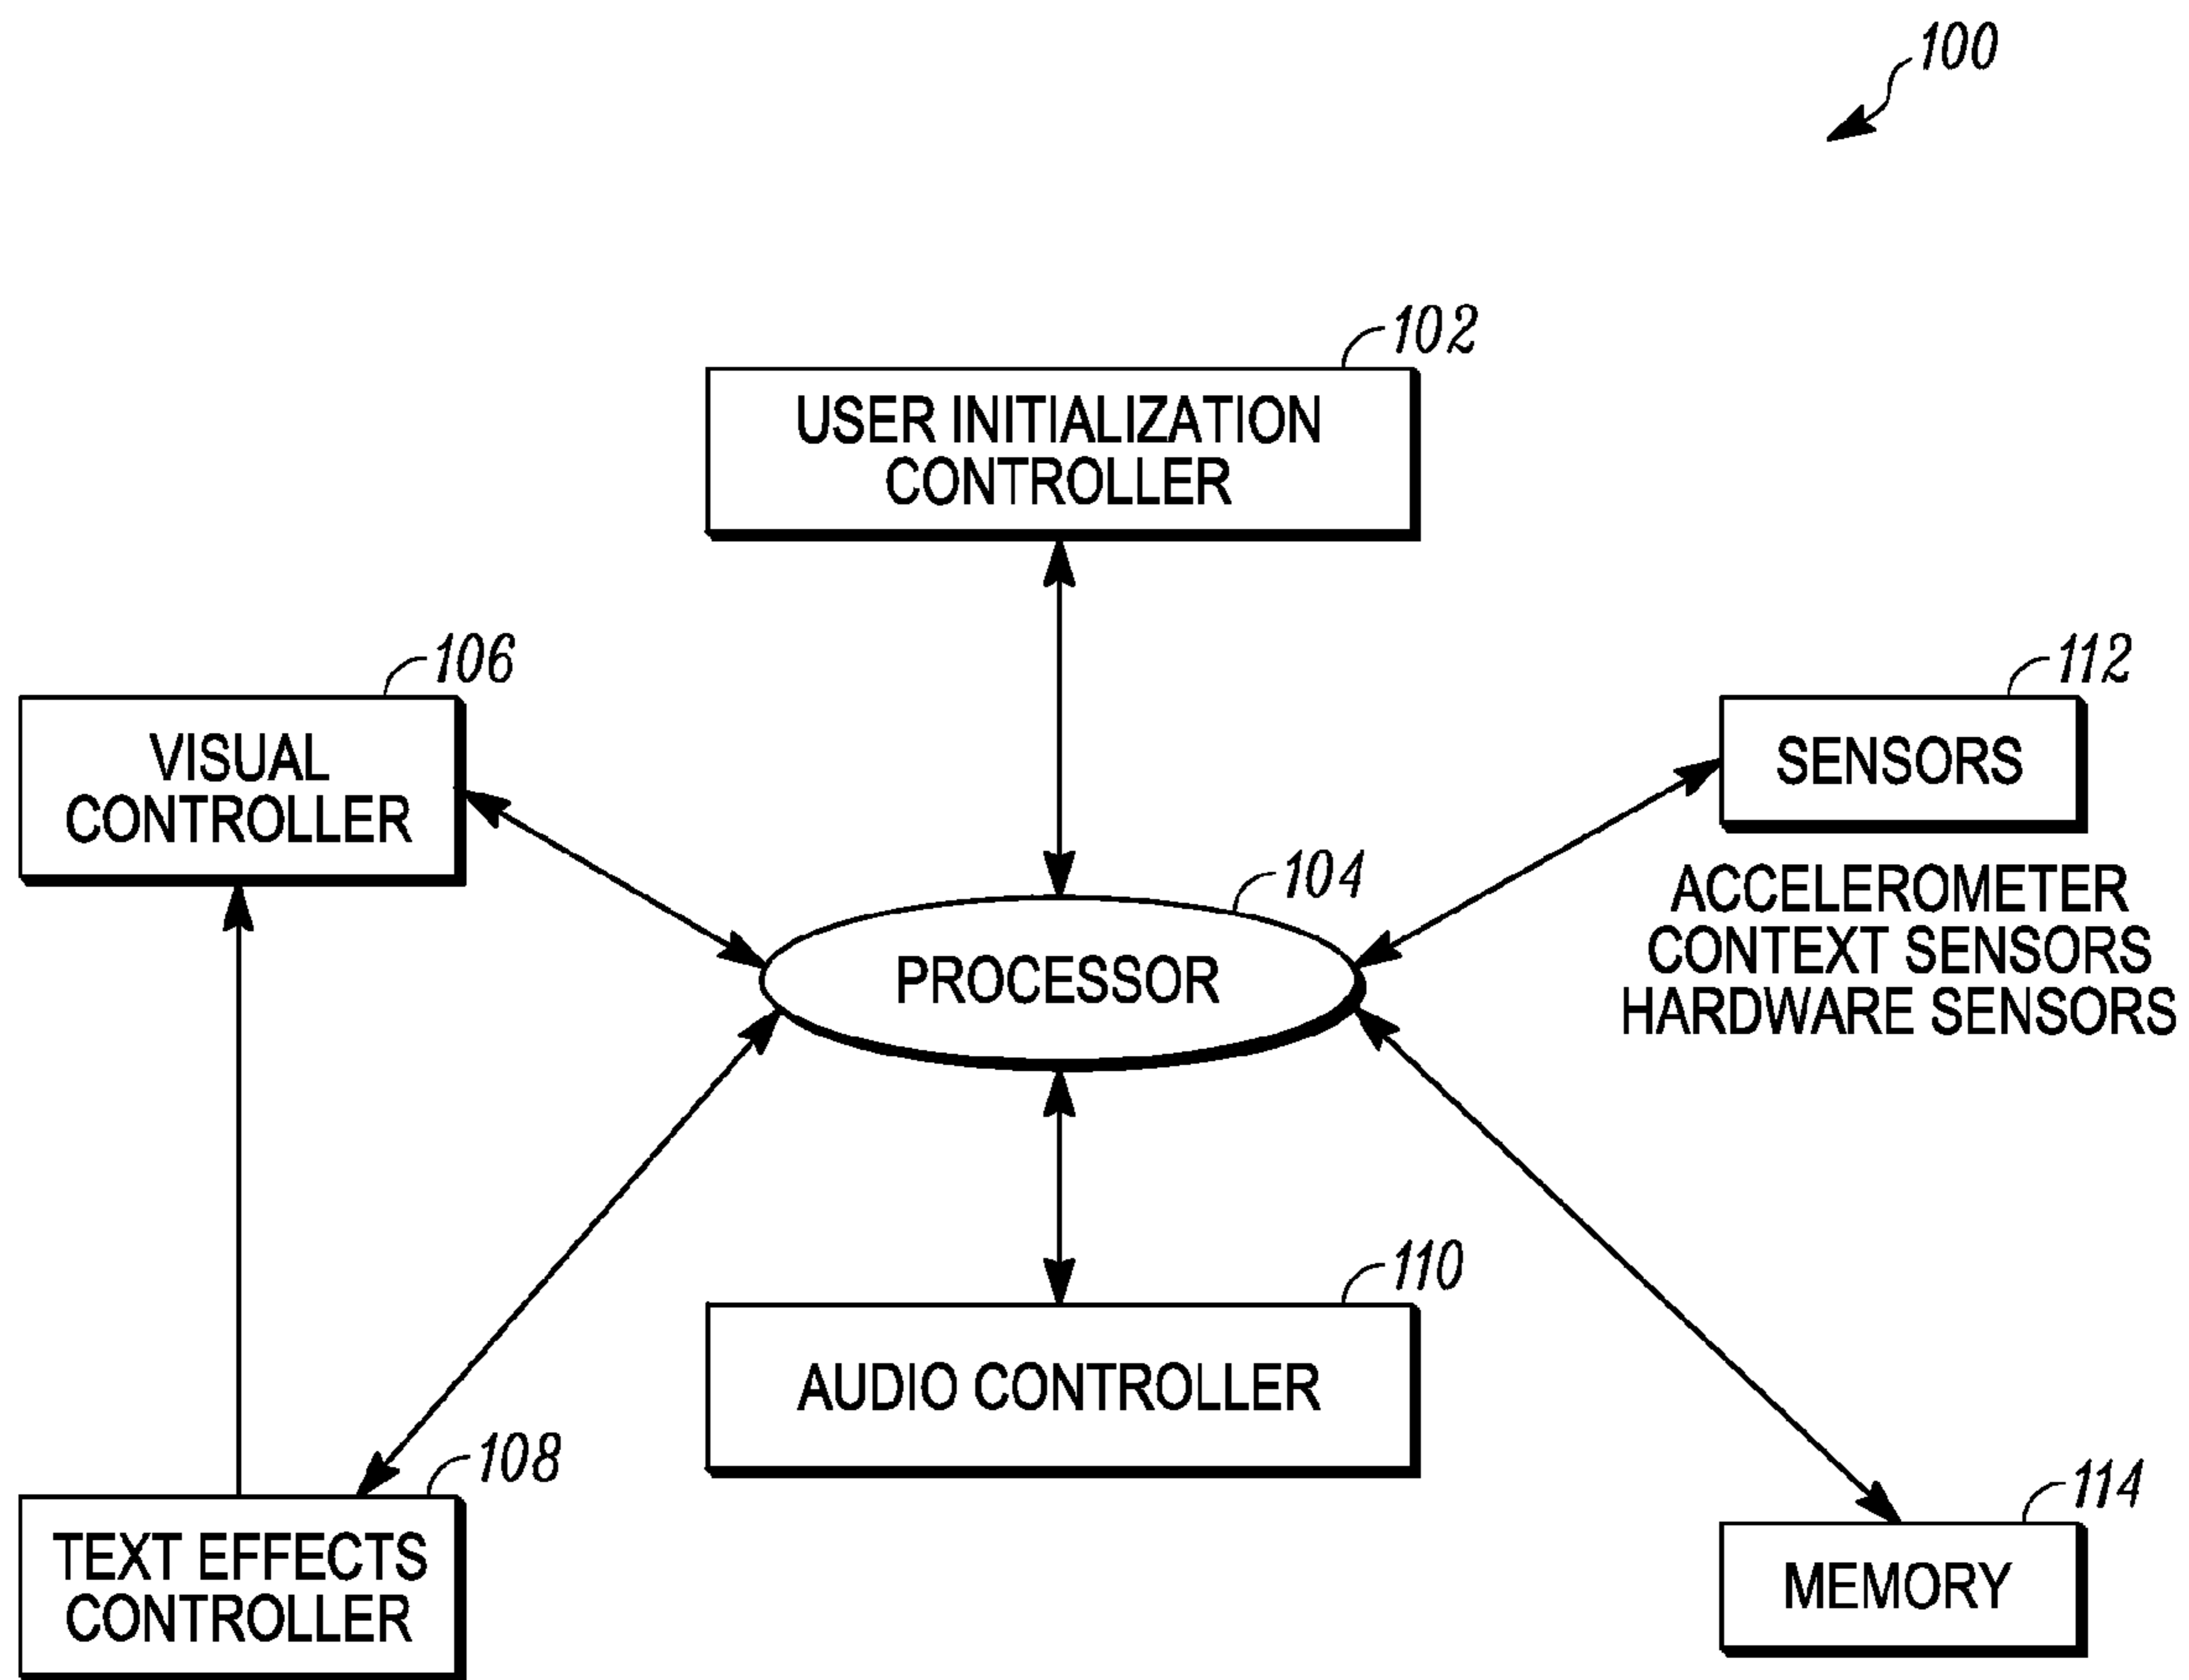 100
102
USER INITIALIZATION
CONTROLLER
106
VISUAL
CONTROLLER
112
SENSORS
ACCELEROMETER
CONTEXT SENSORS
HARDWARE SENSORS
104
PROCESSOR
110
AUDIO CONTROLLER
108
TEXT EFFECTS
CONTROLLER
114
MEMORY